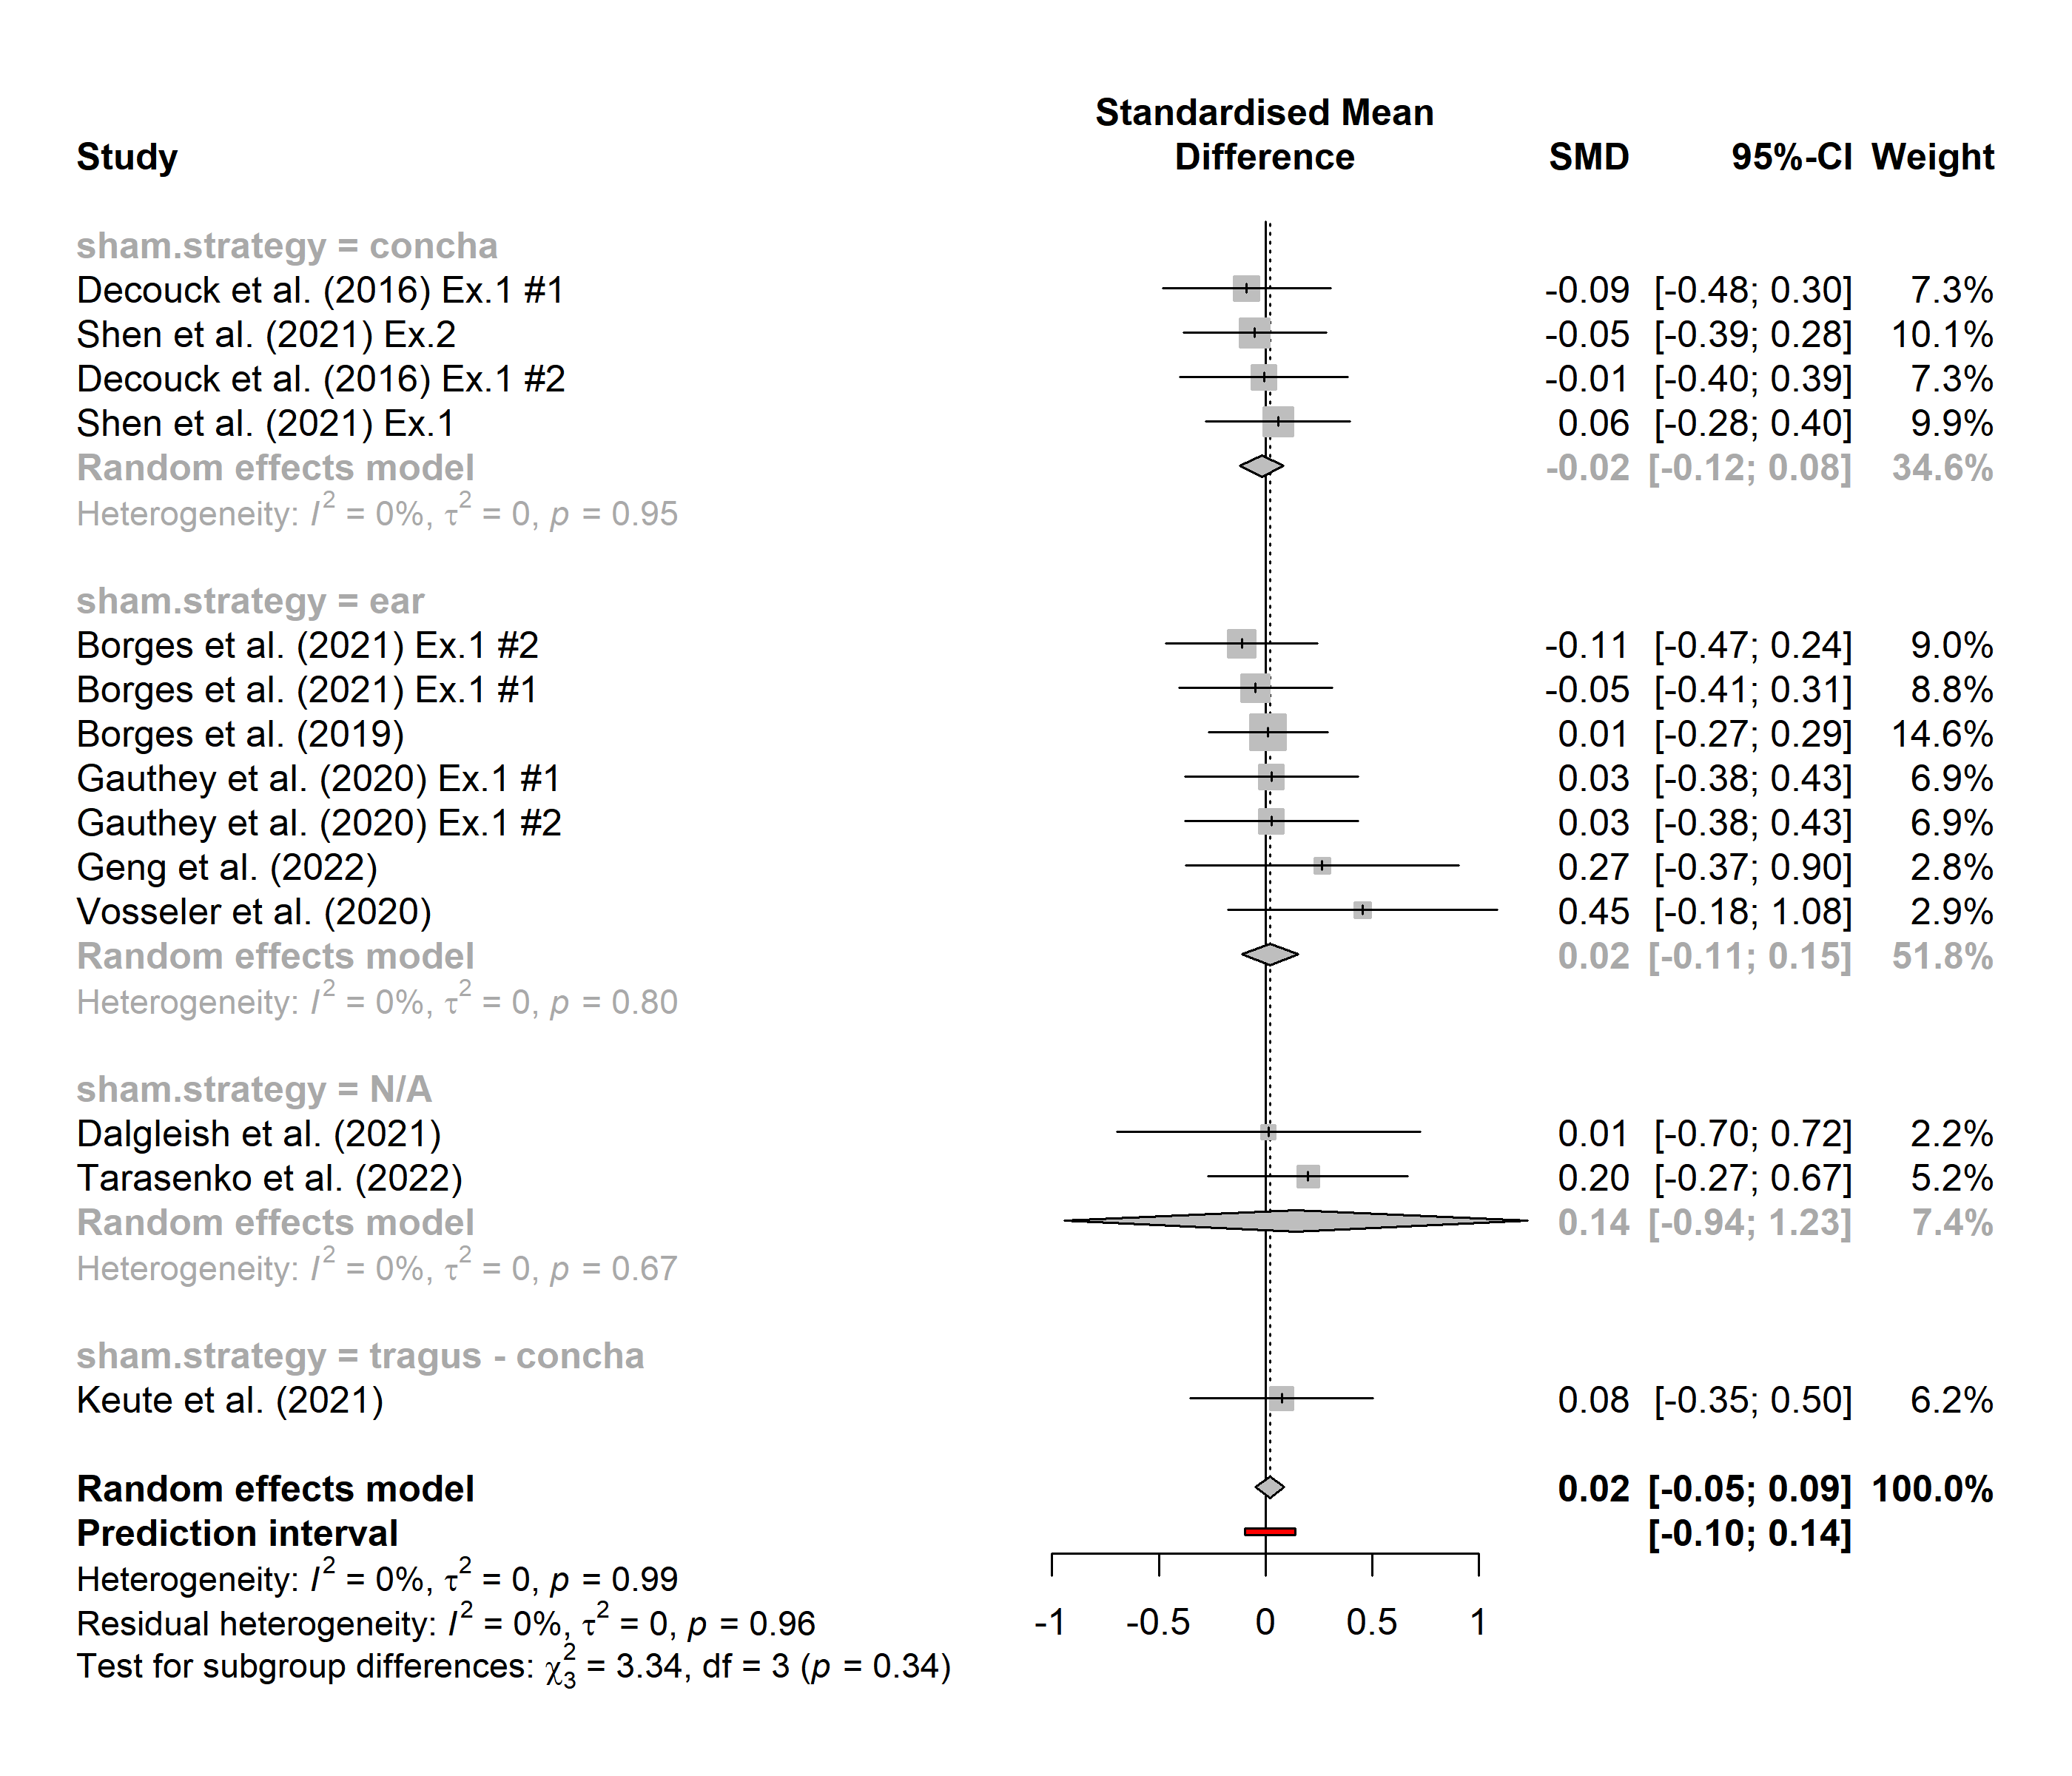 Standardised Mean
Study Difference SMD 95%-CI Weight
sham.strategy = concha
Decouck et al. (2016) Ex.1 #1 -0.09 [-0.48; 0.30] 7.3%
Shen et al. (2021) Ex.2 -0.05 [-0.39; 0.28] 10.1%
Decouck et al. (2016) Ex.1 #2 -0.01 [-0.40; 0.39] 7.3%
Shen et al. (2021) Ex.1 0.06 [-0.28; 0.40] 9.9%
Random effects model -0.02 [-0.12; 0.08] 34.6%
Heterogeneity: I² = 0%, τ² = 0, p = 0.95
sham.strategy = ear
Borges et al. (2021) Ex.1 #2 -0.11 [-0.47; 0.24] 9.0%
Borges et al. (2021) Ex.1 #1 -0.05 [-0.41; 0.31] 8.8%
Borges et al. (2019) 0.01 [-0.27; 0.29] 14.6%
Gauthey et al. (2020) Ex.1 #1 0.03 [-0.38; 0.43] 6.9%
Gauthey et al. (2020) Ex.1 #2 0.03 [-0.38; 0.43] 6.9%
Geng et al. (2022) 0.27 [-0.37; 0.90] 2.8%
Vosseler et al. (2020) 0.45 [-0.18; 1.08] 2.9%
Random effects model 0.02 [-0.11; 0.15] 51.8%
Heterogeneity: I² = 0%, τ² = 0, p = 0.80
sham.strategy = N/A
Dalgleish et al. (2021) 0.01 [-0.70; 0.72] 2.2%
Tarasenko et al. (2022) 0.20 [-0.27; 0.67] 5.2%
Random effects model 0.14 [-0.94; 1.23] 7.4%
Heterogeneity: I² = 0%, τ² = 0, p = 0.67
sham.strategy = tragus - concha
Keute et al. (2021) 0.08 [-0.35; 0.50] 6.2%
Random effects model 0.02 [-0.05; 0.09] 100.0%
Prediction interval [-0.10; 0.14]
Heterogeneity: I² = 0%, τ² = 0, p = 0.99
Residual heterogeneity: I² = 0%, τ² = 0, p = 0.96
-1 -0.5 0 0.5 1
Test for subgroup differences: χ²₃ = 3.34, df = 3 (p = 0.34)